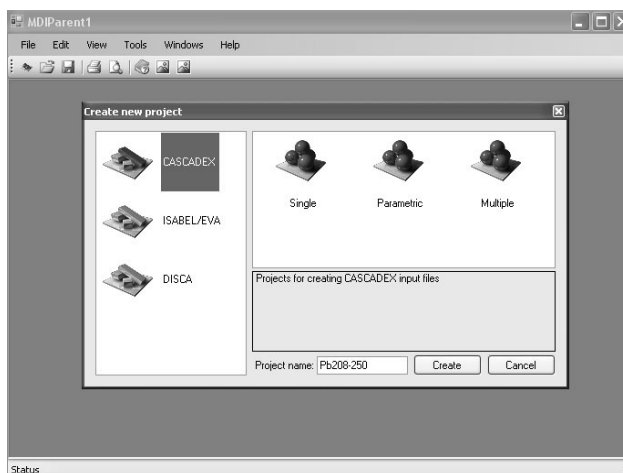 MDIParent1
File Edit View Tools Windows Help
Create new project
CASCADEX
ISABEL/EVA
DISCA
Single Parametric Multiple
Projects for creating CASCADEX input files
Project name: Pb208-250 Create Cancel
Status